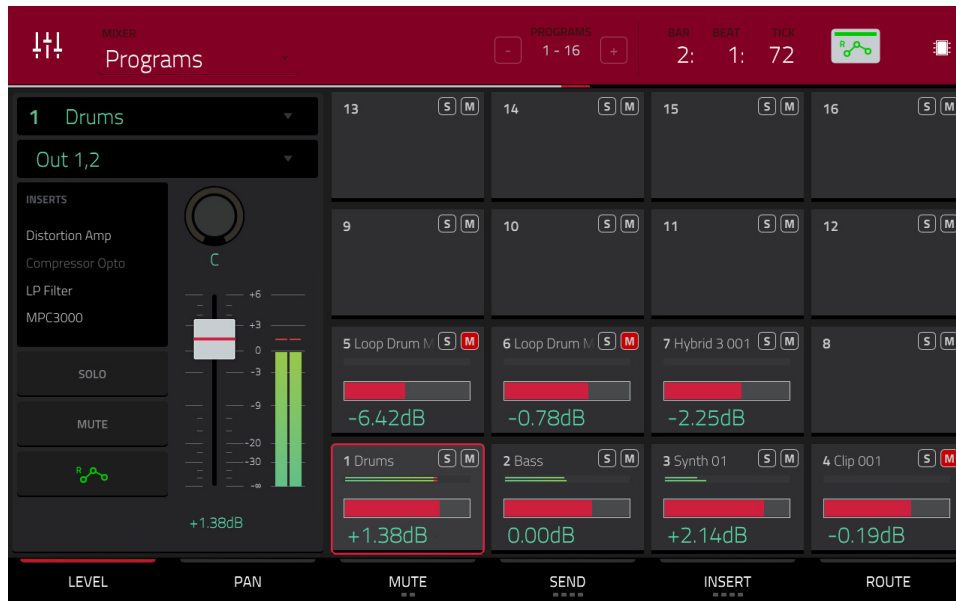 MIXER
Programs
PROGRAMS
- 1 - 16 +
BAR BEAT TICK
2: 1: 72
R
1 Drums
Out 1,2
INSERTS
Distortion Amp
Compressor Opto
LP Filter
MPC3000
SOLO
MUTE
R
C
+6
+3
0
-3
-9
-20
-30
-∞
+1.38dB
13 S M
14 S M
15 S M
16 S M
9 S M
10 S M
11 S M
12 S M
5 Loop Drum M S M
-6.42dB
6 Loop Drum M S M
-0.78dB
7 Hybrid 3 001 S M
-2.25dB
8 S M
1 Drums S M
+1.38dB
2 Bass S M
0.00dB
3 Synth 01 S M
+2.14dB
4 Clip 001 S M
-0.19dB
LEVEL PAN MUTE SEND INSERT ROUTE